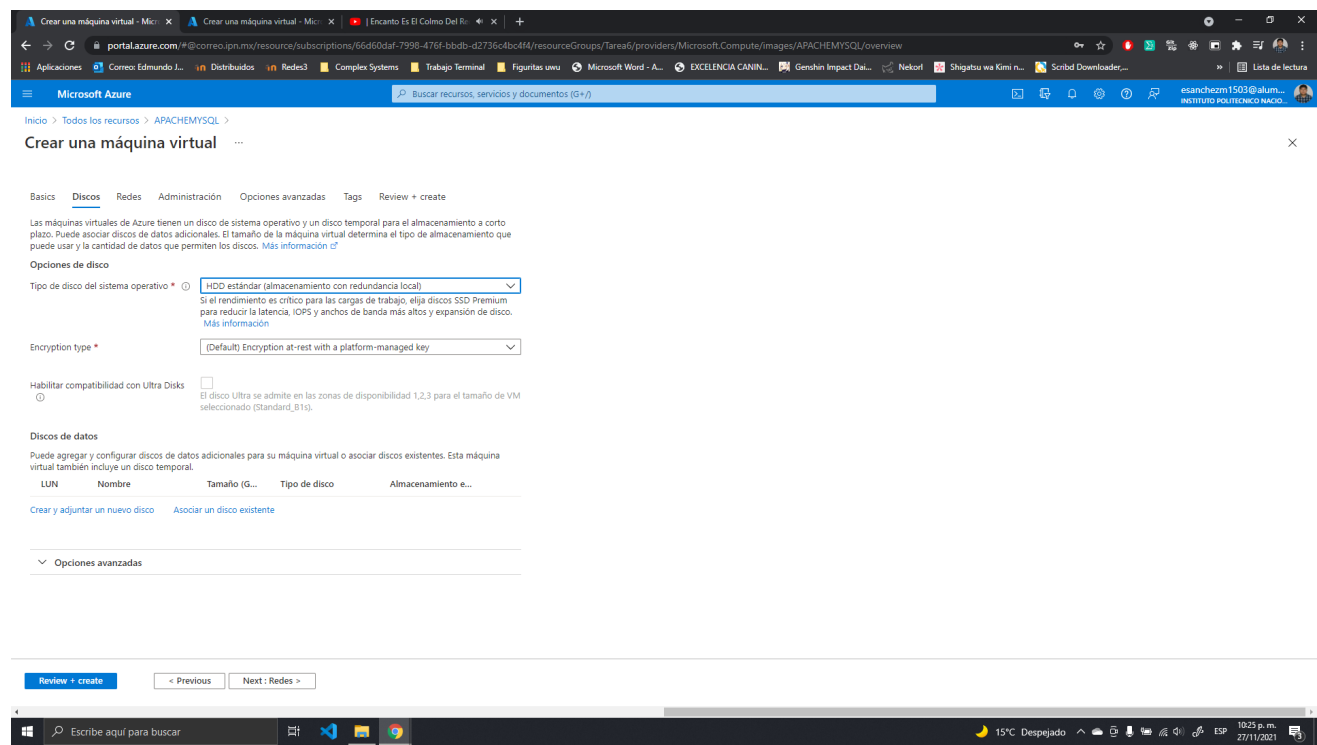 Crear una máquina virtual - Micr
Crear una máquina virtual - Micr
| Encanto Es El Colmo Del Re
portal.azure.com/#@correo.ipn.mx/resource/subscriptions/66d60daf-7998-476f-bbdb-d2736c4bc4f4/resourceGroups/Tarea6/providers/Microsoft.Compute/images/APACHEMYSQL/overview
Aplicaciones Correo: Edmundo J... Distribuidos Redes3 Complex Systems Trabajo Terminal Figuritas uwu Microsoft Word - A... EXCELENCIA CANIN... Genshin Impact Dai... Nekorl Shigatsu wa Kimi n... Scribd Downloader,... » Lista de lectura
Microsoft Azure
Buscar recursos, servicios y documentos (G+/)
esanchezm1503@alum...
INSTITUTO POLITECNICO NACIO...
Inicio > Todos los recursos > APACHEMYSQL >
Crear una máquina virtual ...
Basics Discos Redes Administración Opciones avanzadas Tags Review + create
Las máquinas virtuales de Azure tienen un disco de sistema operativo y un disco temporal para el almacenamiento a corto
plazo. Puede asociar discos de datos adicionales. El tamaño de la máquina virtual determina el tipo de almacenamiento que
puede usar y la cantidad de datos que permiten los discos. Más información
Opciones de disco
Tipo de disco del sistema operativo * HDD estándar (almacenamiento con redundancia local)
Si el rendimiento es crítico para las cargas de trabajo, elija discos SSD Premium
para reducir la latencia, IOPS y anchos de banda más altos y expansión de disco.
Más información
Encryption type * (Default) Encryption at-rest with a platform-managed key
Habilitar compatibilidad con Ultra Disks
El disco Ultra se admite en las zonas de disponibilidad 1,2,3 para el tamaño de VM
seleccionado (Standard_B1s).
Discos de datos
Puede agregar y configurar discos de datos adicionales para su máquina virtual o asociar discos existentes. Esta máquina
virtual también incluye un disco temporal.
LUN Nombre Tamaño (G... Tipo de disco Almacenamiento e...
Crear y adjuntar un nuevo disco Asociar un disco existente
Opciones avanzadas
Review + create < Previous Next : Redes >
Escribe aquí para buscar
15°C Despejado ESP
10:25 p. m.
27/11/2021
3